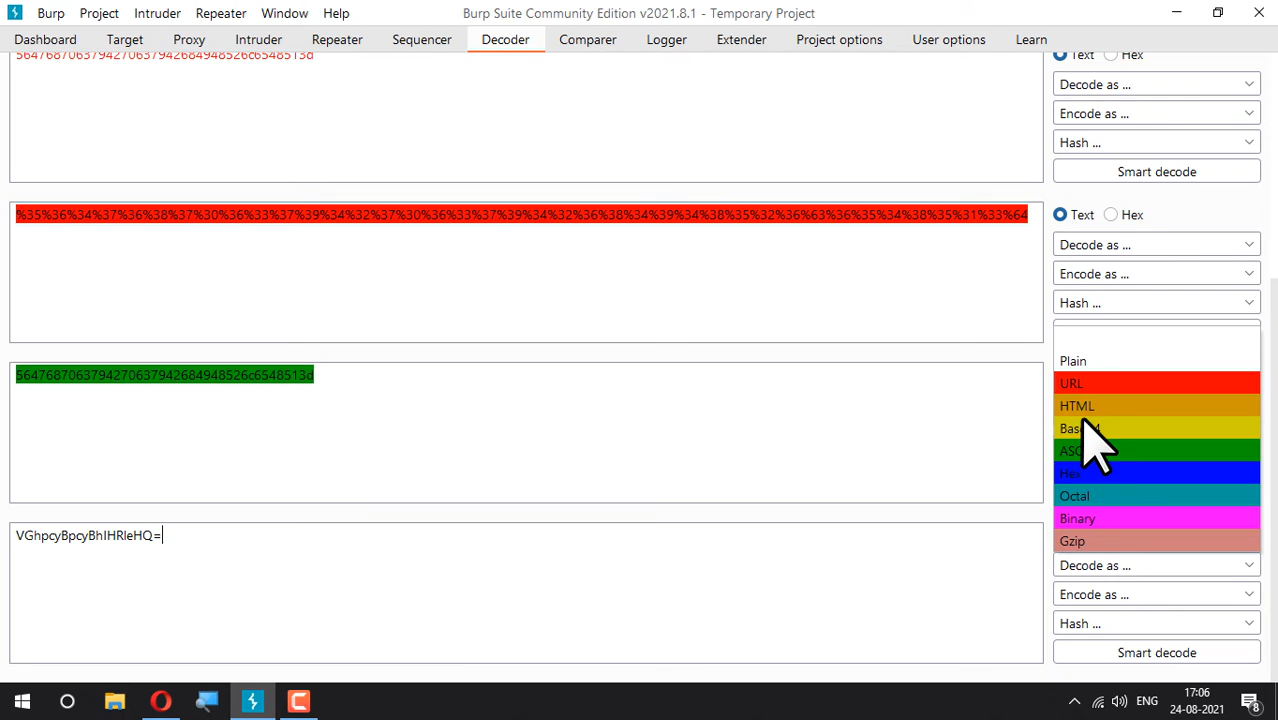 Burp Project Intruder Repeater Window Help Burp Suite Community Edition v2021.8.1 - Temporary Project
Dashboard Target Proxy Intruder Repeater Sequencer Decoder Comparer Logger Extender Project options User options Learn
5647687063794270637942684948526c6548513d
Text Hex
Decode as ...
Encode as ...
Hash ...
Smart decode
%35%36%34%37%36%38%37%30%36%33%37%39%34%32%37%30%36%33%37%39%34%32%36%38%34%39%34%38%35%32%36%63%36%35%34%38%35%31%33%64
Text Hex
Decode as ...
Encode as ...
Hash ...
5647687063794270637942684948526c6548513d
Plain
URL
HTML
Octal
Binary
Gzip
VGhpcyBpcyBhIHRleHQ=
Decode as ...
Encode as ...
Hash ...
Smart decode
ENG
17:06
24-08-2021
8